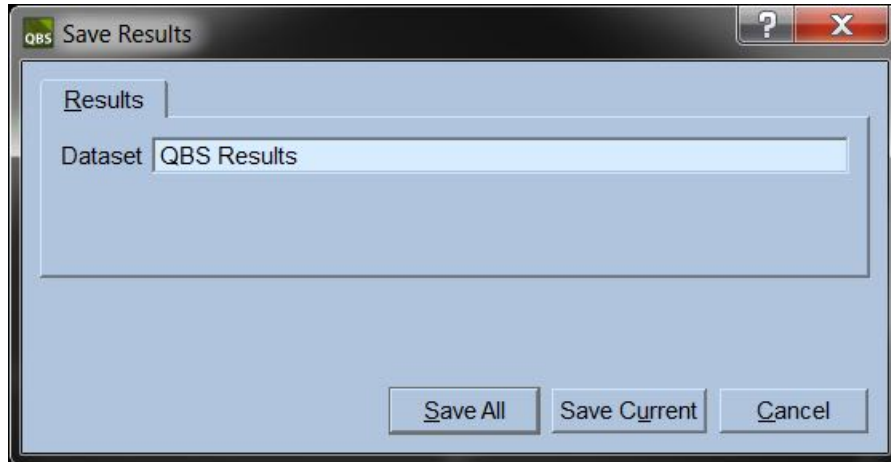 QBS Save Results
?
X
Results
Dataset QBS Results
Save All Save Current Cancel